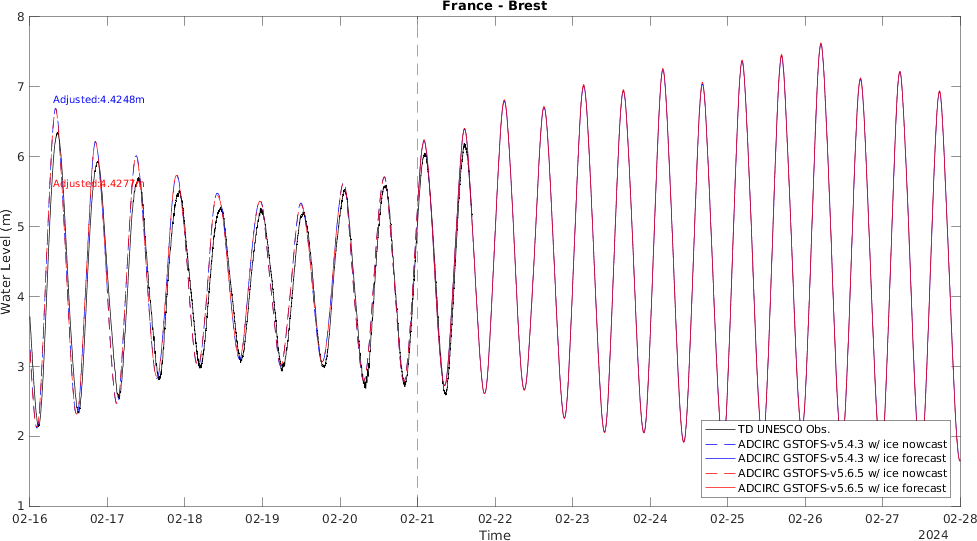 France - Brest
8
7
6
5
4
3
2
1
Water Level (m)
Adjusted:4.4248m
Adjusted:4.4277m
TD UNESCO Obs.
ADCIRC GSTOFS-v5.4.3 w/ ice nowcast
ADCIRC GSTOFS-v5.4.3 w/ ice forecast
ADCIRC GSTOFS-v5.6.5 w/ ice nowcast
ADCIRC GSTOFS-v5.6.5 w/ ice forecast
02-16 02-17 02-18 02-19 02-20 02-21 02-22 02-23 02-24 02-25 02-26 02-27 02-28
Time
2024